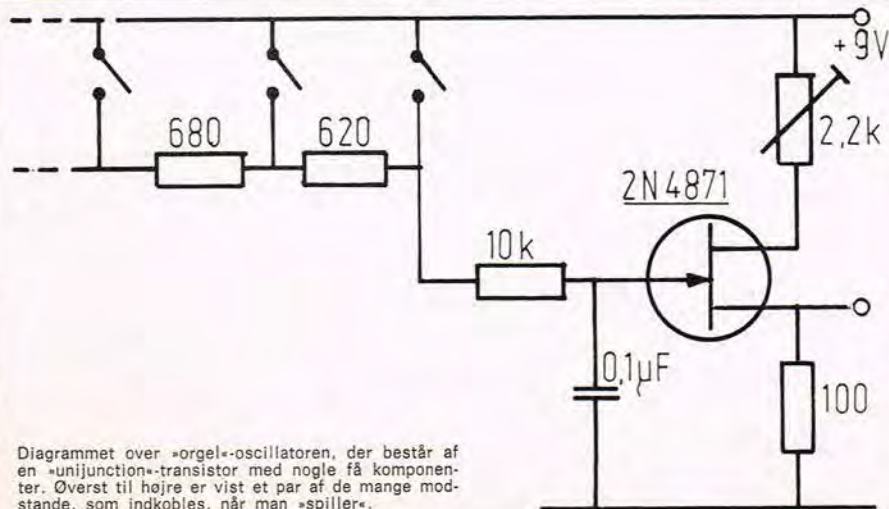 + 9V
680
620
2,2k
2N4871
10k
0,1µF
100
Diagrammet over »orgel«-oscillatoren, der består af
en »unijunction«-transistor med nogle få komponen-
ter. Øverst til højre er vist et par af de mange mod-
stande, som indkobles, når man »spiller«.